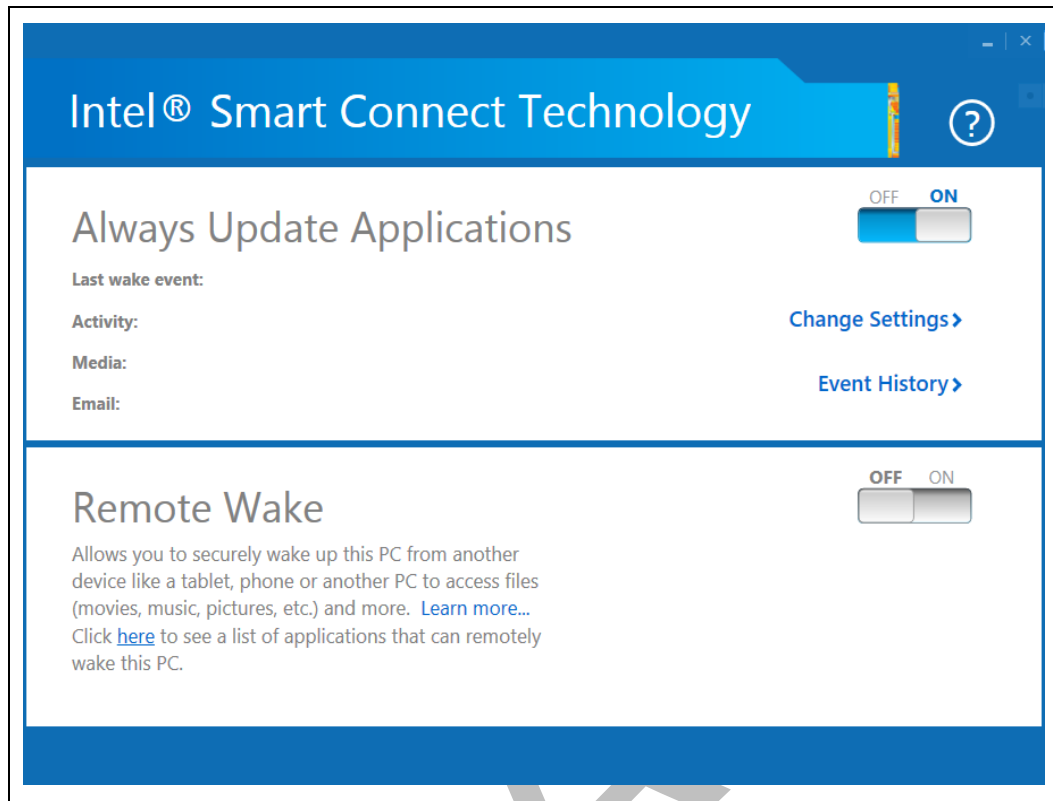 Intel® Smart Connect Technology
?
OFF ON
Always Update Applications
Last wake event:
Activity:
Change Settings
Media:
Event History
Email:
OFF ON
Remote Wake
Allows you to securely wake up this PC from another
device like a tablet, phone or another PC to access files
(movies, music, pictures, etc.) and more. Learn more...
Click here to see a list of applications that can remotely
wake this PC.